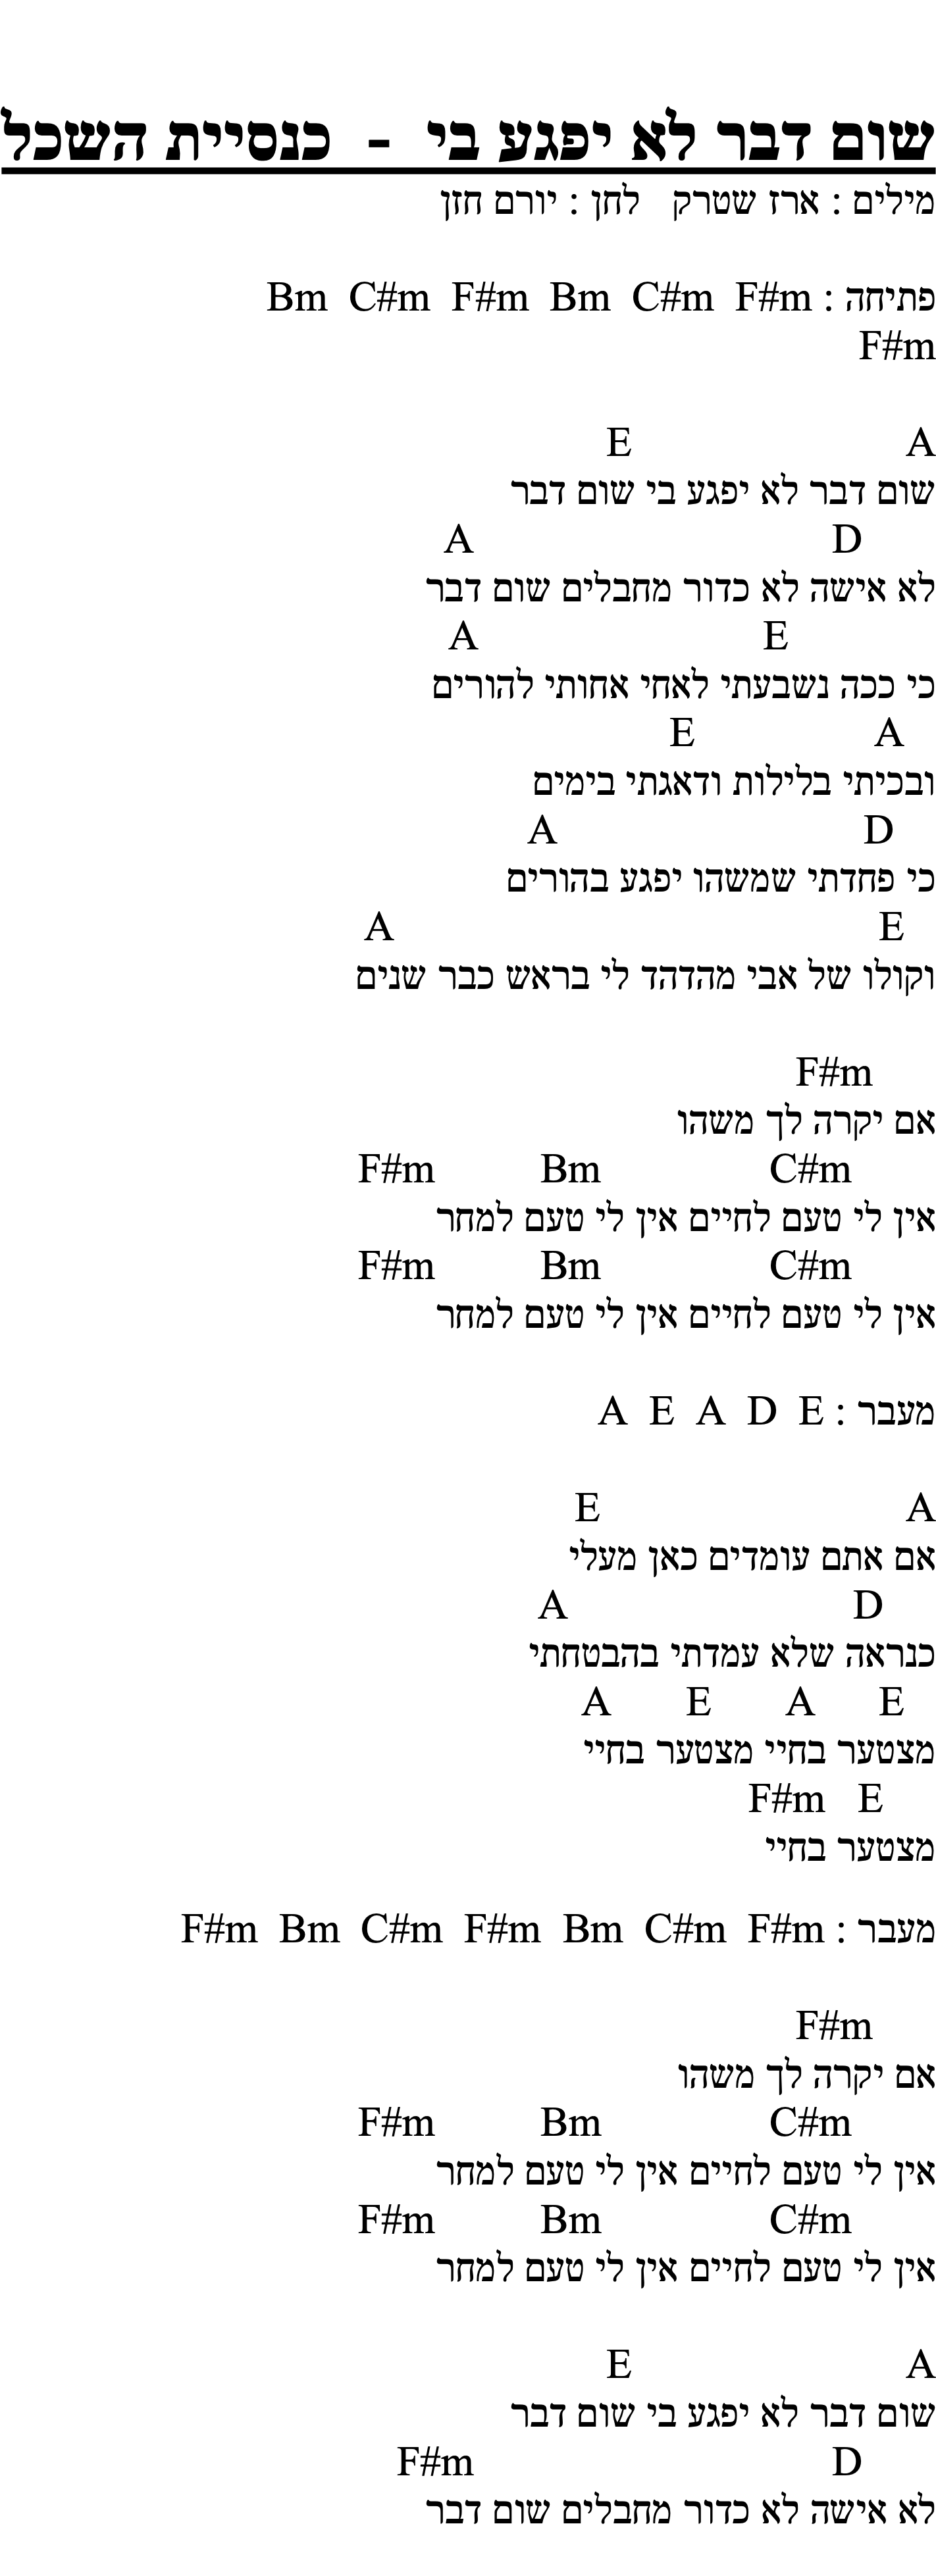 שום דבר לא יפגע בי - כנסיית השכל
מילים : ארז שטרק לחן : יורם חזן
פתיחה : F#m C#m Bm F#m C#m Bm
F#m
A E
שום דבר לא יפגע בי שום דבר
D A
לא אישה לא כדור מחבלים שום דבר
E A
כי ככה נשבעתי לאחי אחותי להורים
A E
ובכיתי בלילות ודאגתי בימים
D A
כי פחדתי שמשהו יפגע בהורים
E A
וקולו של אבי מהדהד לי בראש כבר שנים
F#m
אם יקרה לך משהו
C#m Bm F#m
אין לי טעם לחיים אין לי טעם למחר
C#m Bm F#m
אין לי טעם לחיים אין לי טעם למחר
מעבר : E D A E A
A E
אם אתם עומדים כאן מעלי
D A
כנראה שלא עמדתי בהבטחתי
E A E A
מצטער בחיי מצטער בחיי
E F#m
מצטער בחיי
מעבר : F#m C#m Bm F#m C#m Bm F#m
F#m
אם יקרה לך משהו
C#m Bm F#m
אין לי טעם לחיים אין לי טעם למחר
C#m Bm F#m
אין לי טעם לחיים אין לי טעם למחר
A E
שום דבר לא יפגע בי שום דבר
D F#m
לא אישה לא כדור מחבלים שום דבר